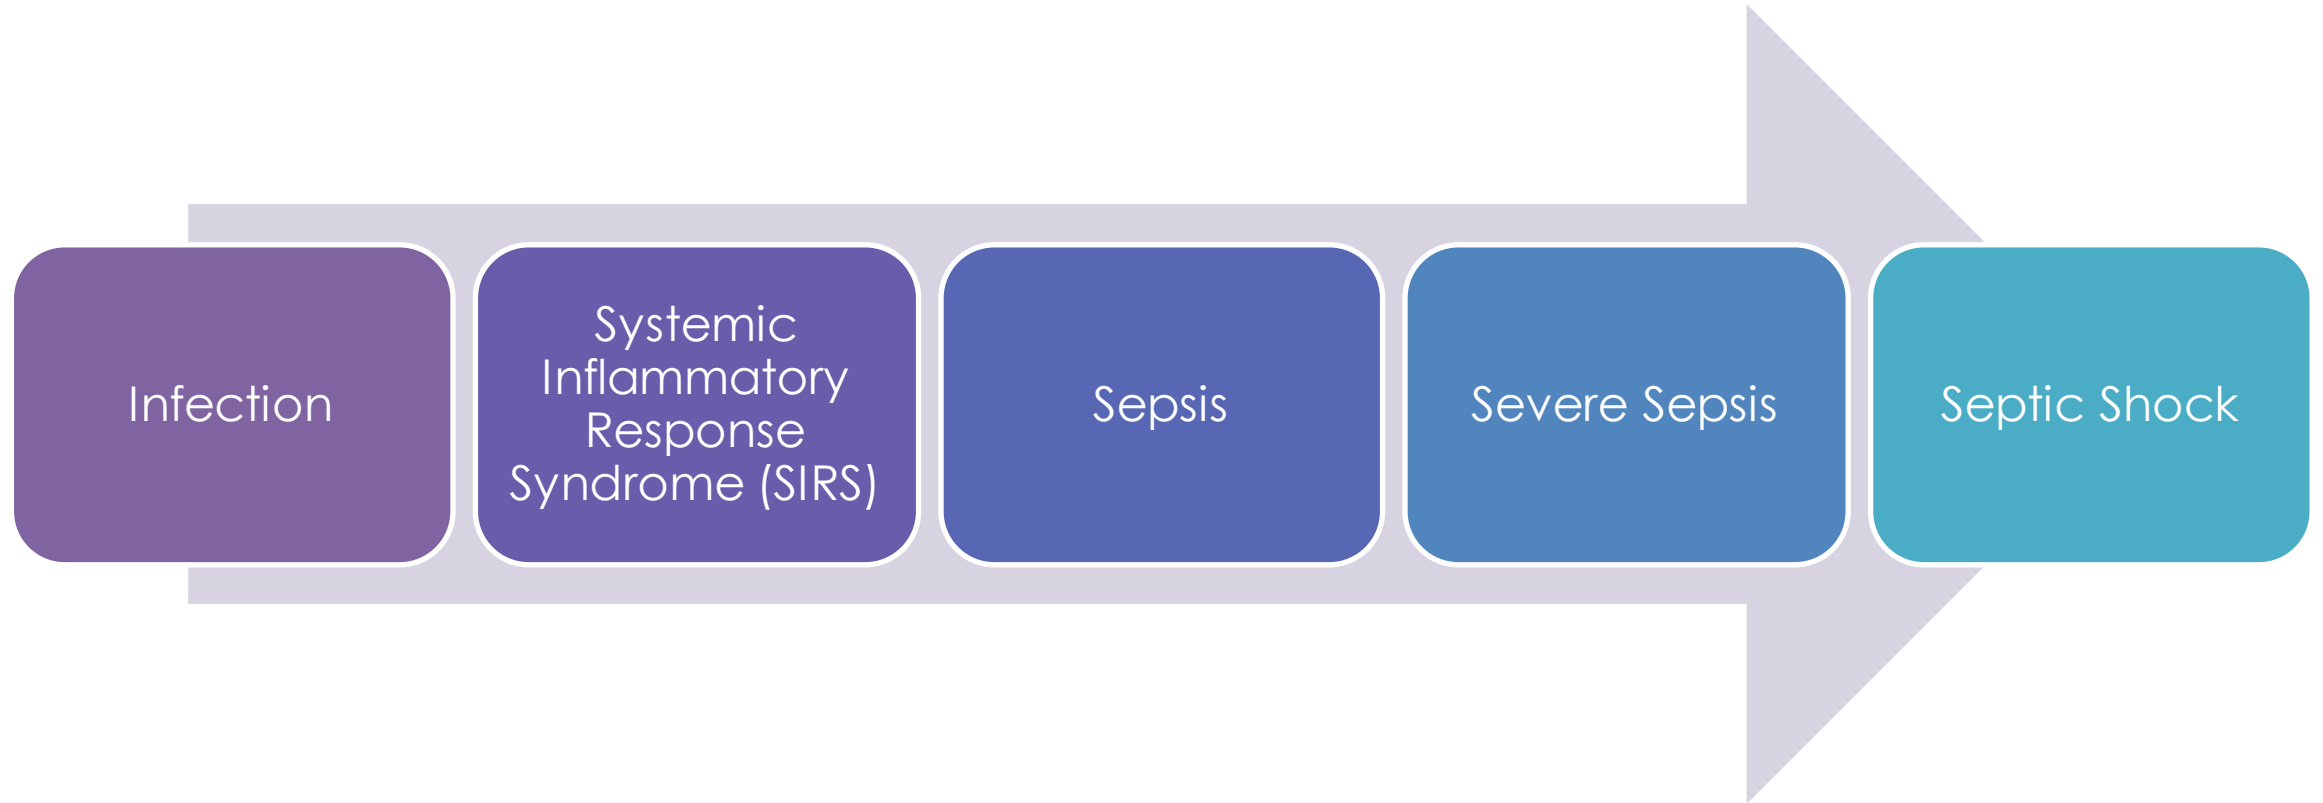 Infection
Systemic
Inflammatory
Response
Syndrome (SIRS)
Sepsis
Severe Sepsis
Septic Shock